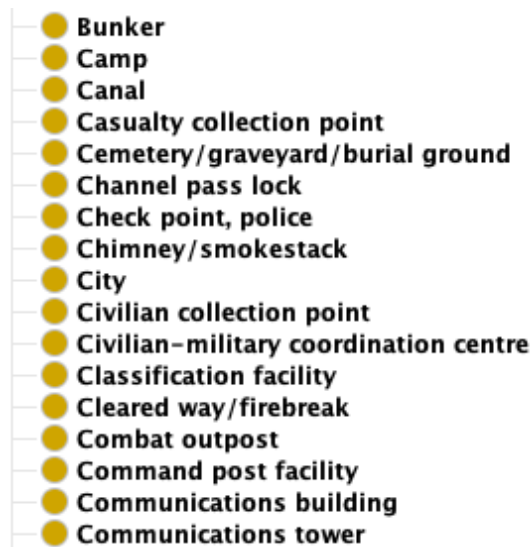 Bunker
Camp
Canal
Casualty collection point
Cemetery/graveyard/burial ground
Channel pass lock
Check point, police
Chimney/smokestack
City
Civilian collection point
Civilian-military coordination centre
Classification facility
Cleared way/firebreak
Combat outpost
Command post facility
Communications building
Communications tower